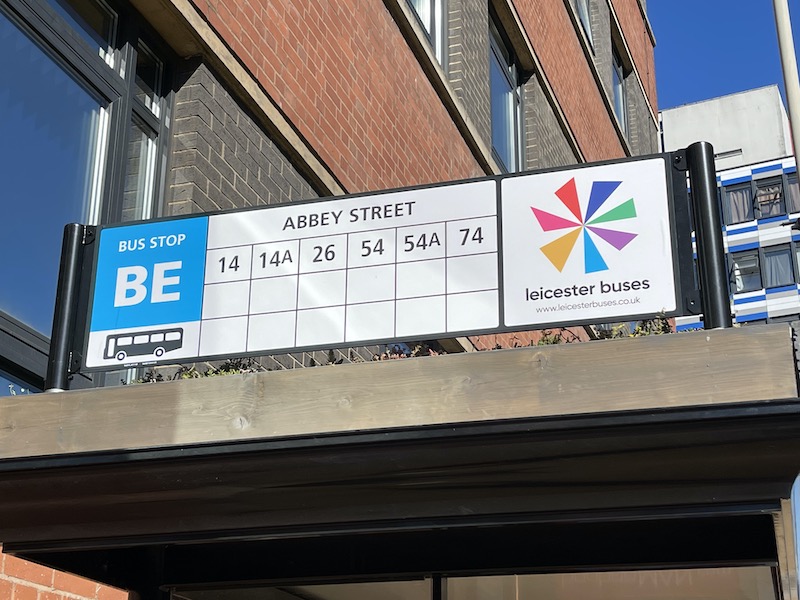 BUS STOP
BE
ABBEY STREET
14 14A 26 54 54A 74
leicester buses
www.leicesterbuses.co.uk